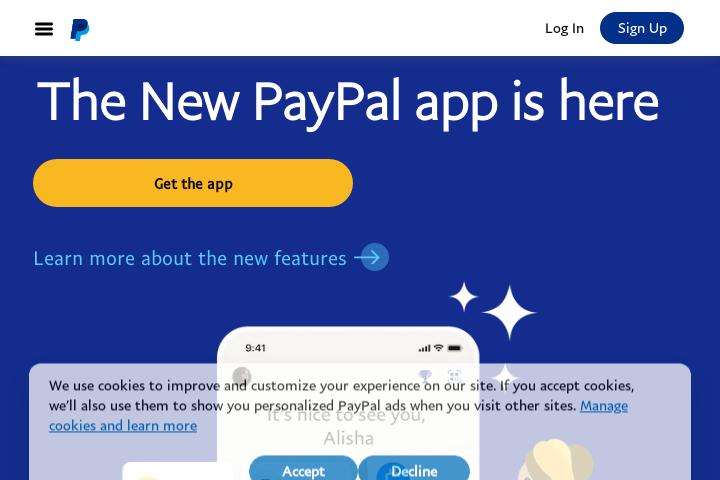 Log In
Sign Up
The New PayPal app is here
Get the app
Learn more about the new features
9:41
We use cookies to improve and customize your experience on our site. If you accept cookies,
we'll also use them to show you personalized PayPal ads when you visit other sites. Manage
cookies and learn more
It's nice to see you,
Alisha
Accept
Decline